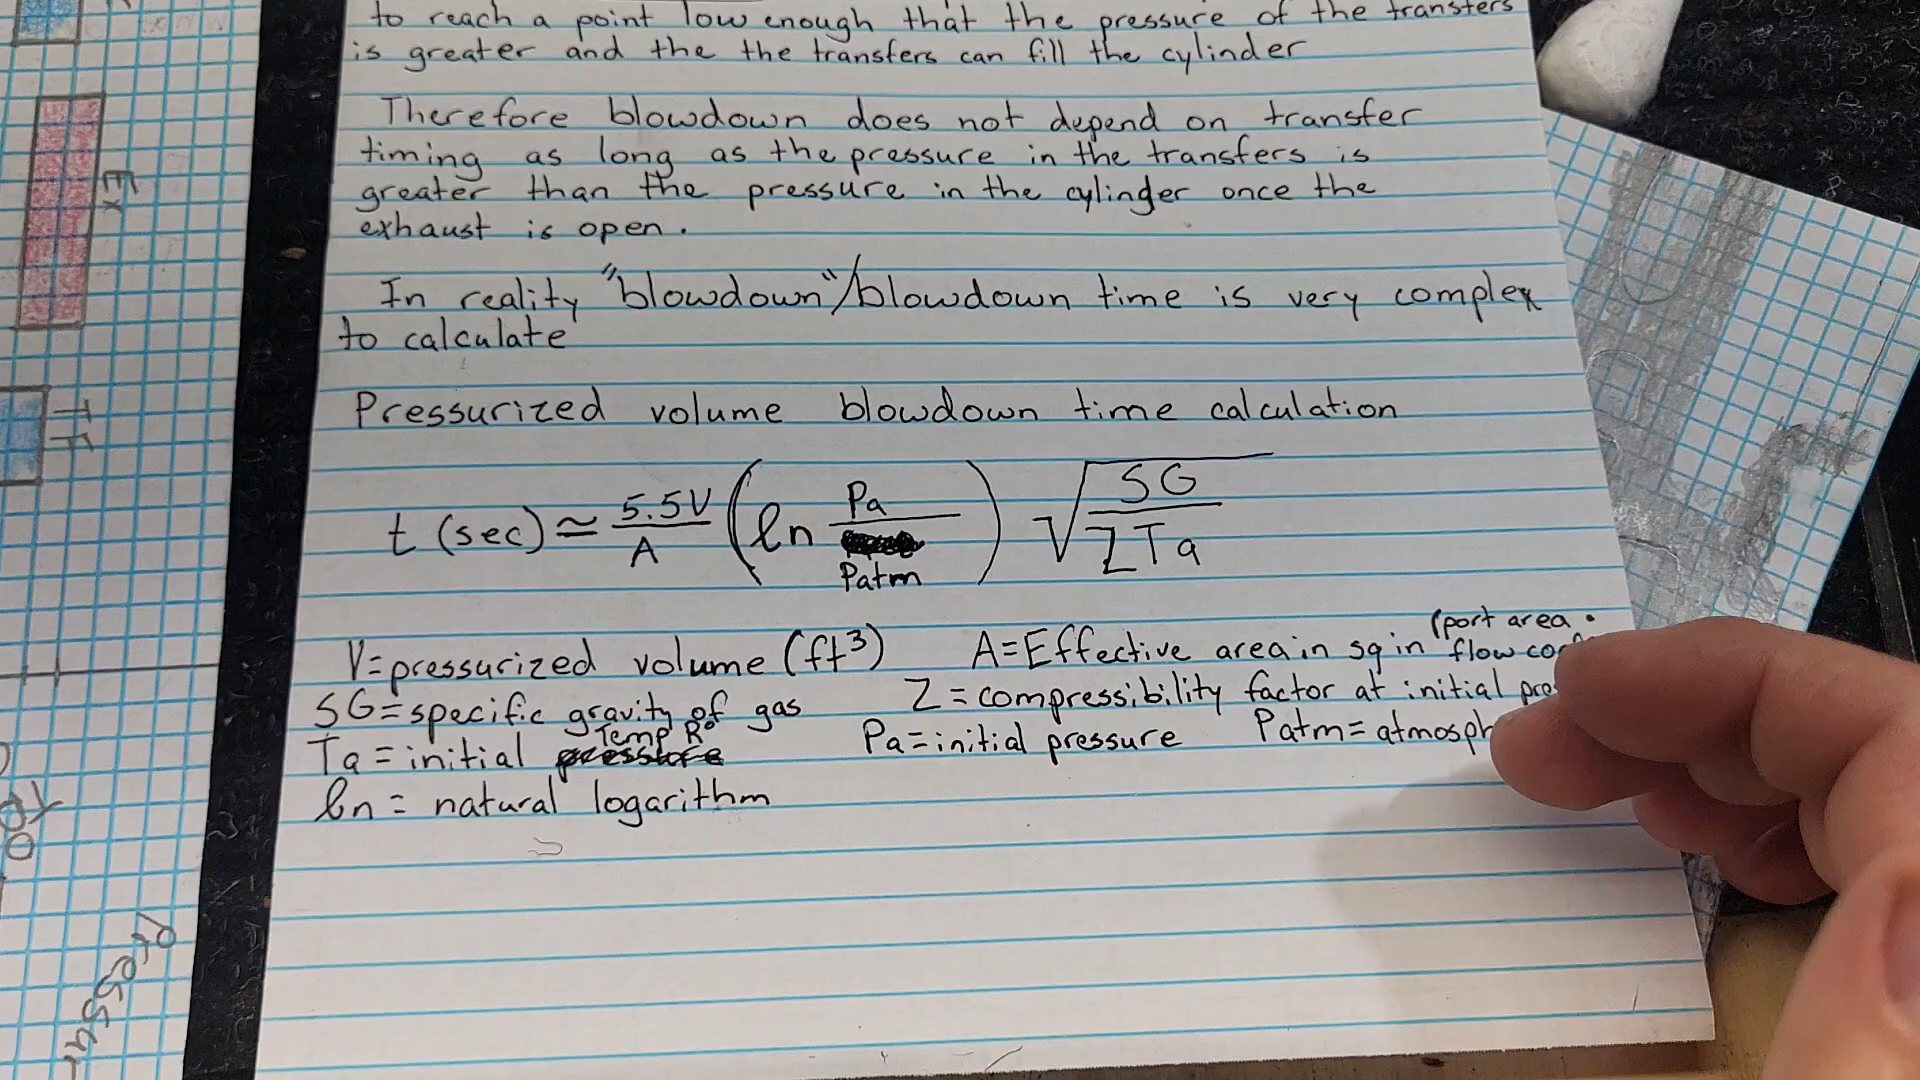 to reach a point low enough that the pressure of the transfers
is greater and the the transfers can fill the cylinder
Therefore blowdown does not depend on transfer
timing as long as the pressure in the transfers is
greater than the pressure in the cylinder once the
exhaust is open.
In reality "blowdown"/blowdown time is very complex
to calculate
Pressurized volume blowdown time calculation
t (sec) ≃ 5.5V/A (ln Pa/Patm) √(SG/ZTa)
V=pressurized volume (ft³) A=Effective area in sq in (port area •
flow
SG=specific gravity of gas Z=compressibility factor at initial
Ta=initial Temp R° Pa=initial pressure Patm=
ln = natural logarithm
Ex
TF
TDO